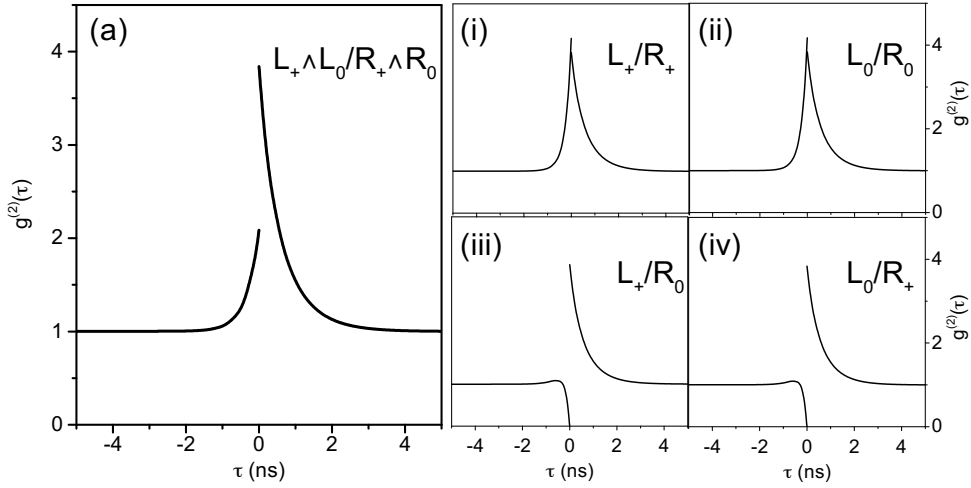 (a)
L₊∧L₀/R₊∧R₀
g⁽²⁾(τ)
4
3
2
1
0
-4 -2 0 2 4
τ (ns)
(i)
L₊/R₊
(ii)
L₀/R₀
4
2
0
g⁽²⁾(τ)
(iii)
L₊/R₀
(iv)
L₀/R₊
4
2
0
g⁽²⁾(τ)
-4 -2 0 2 4
τ (ns)
-4 -2 0 2 4
τ (ns)